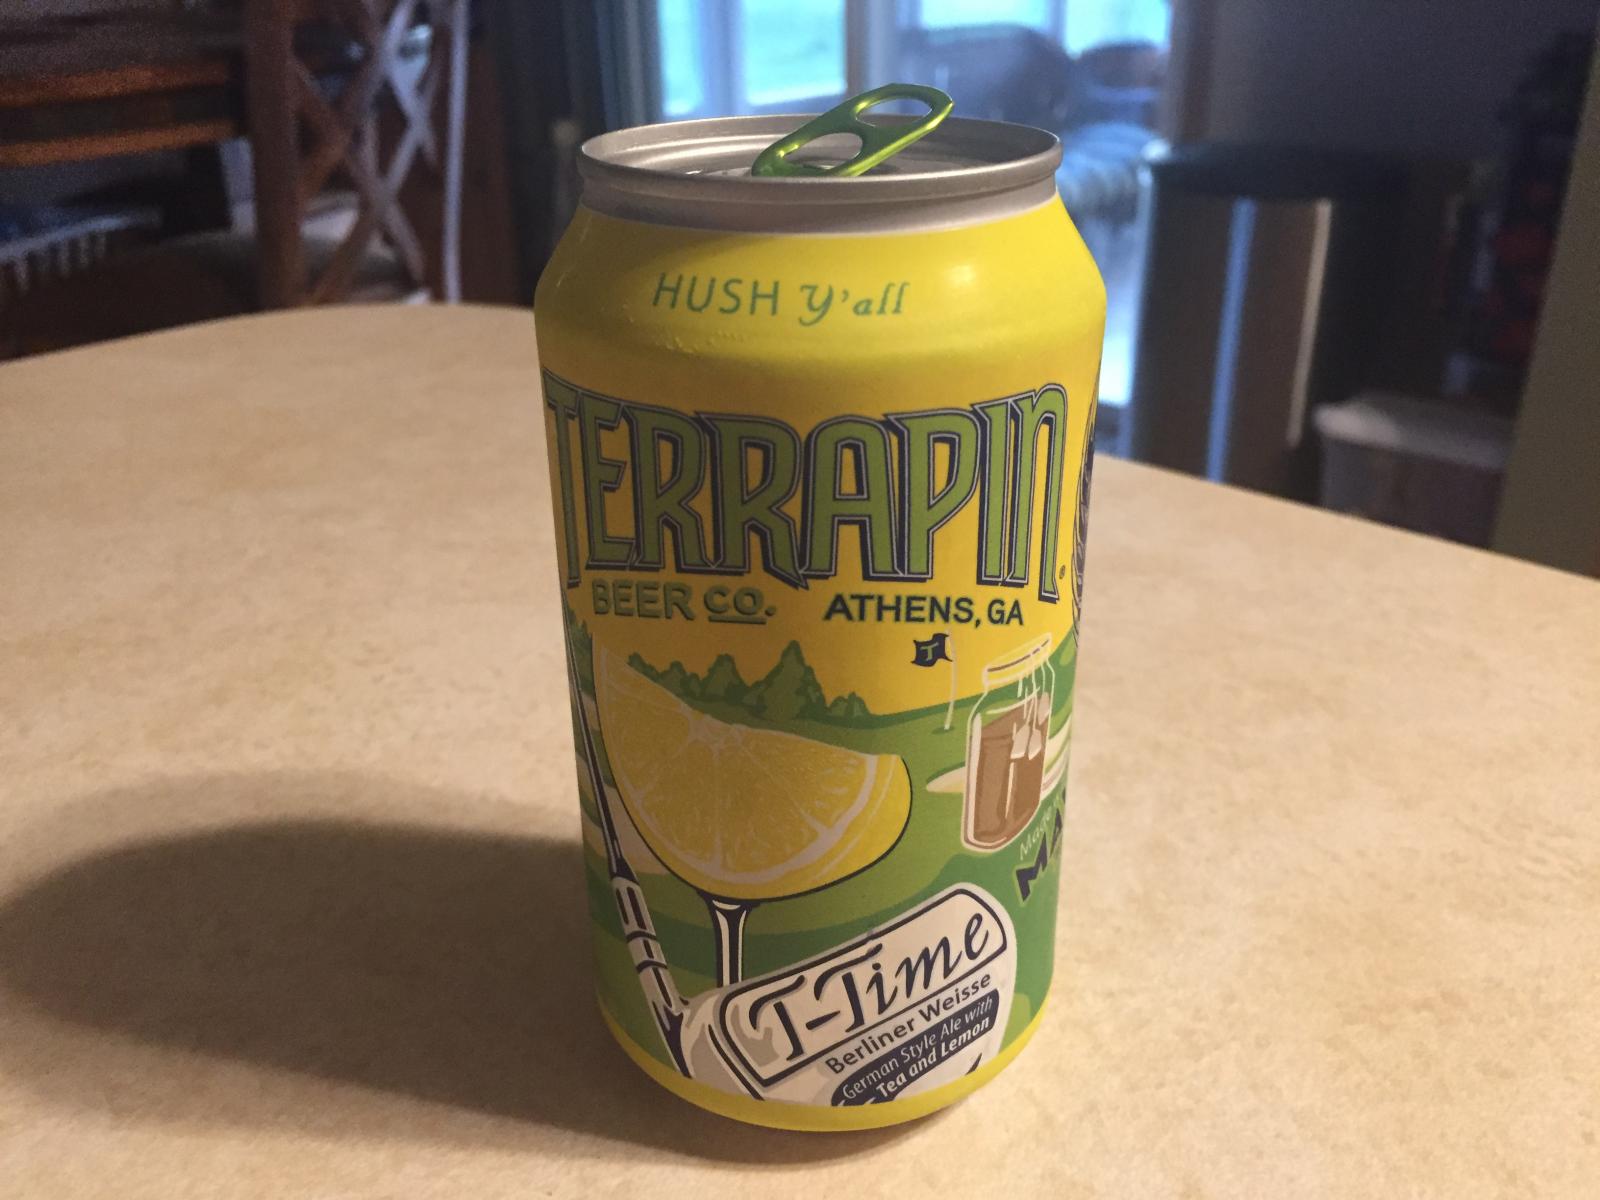 HUSH y'all
TERRAPIN®
BEER CO. ATHENS, GA
T
T-Time
Berliner Weisse
German Style Ale with
Tea and Lemon